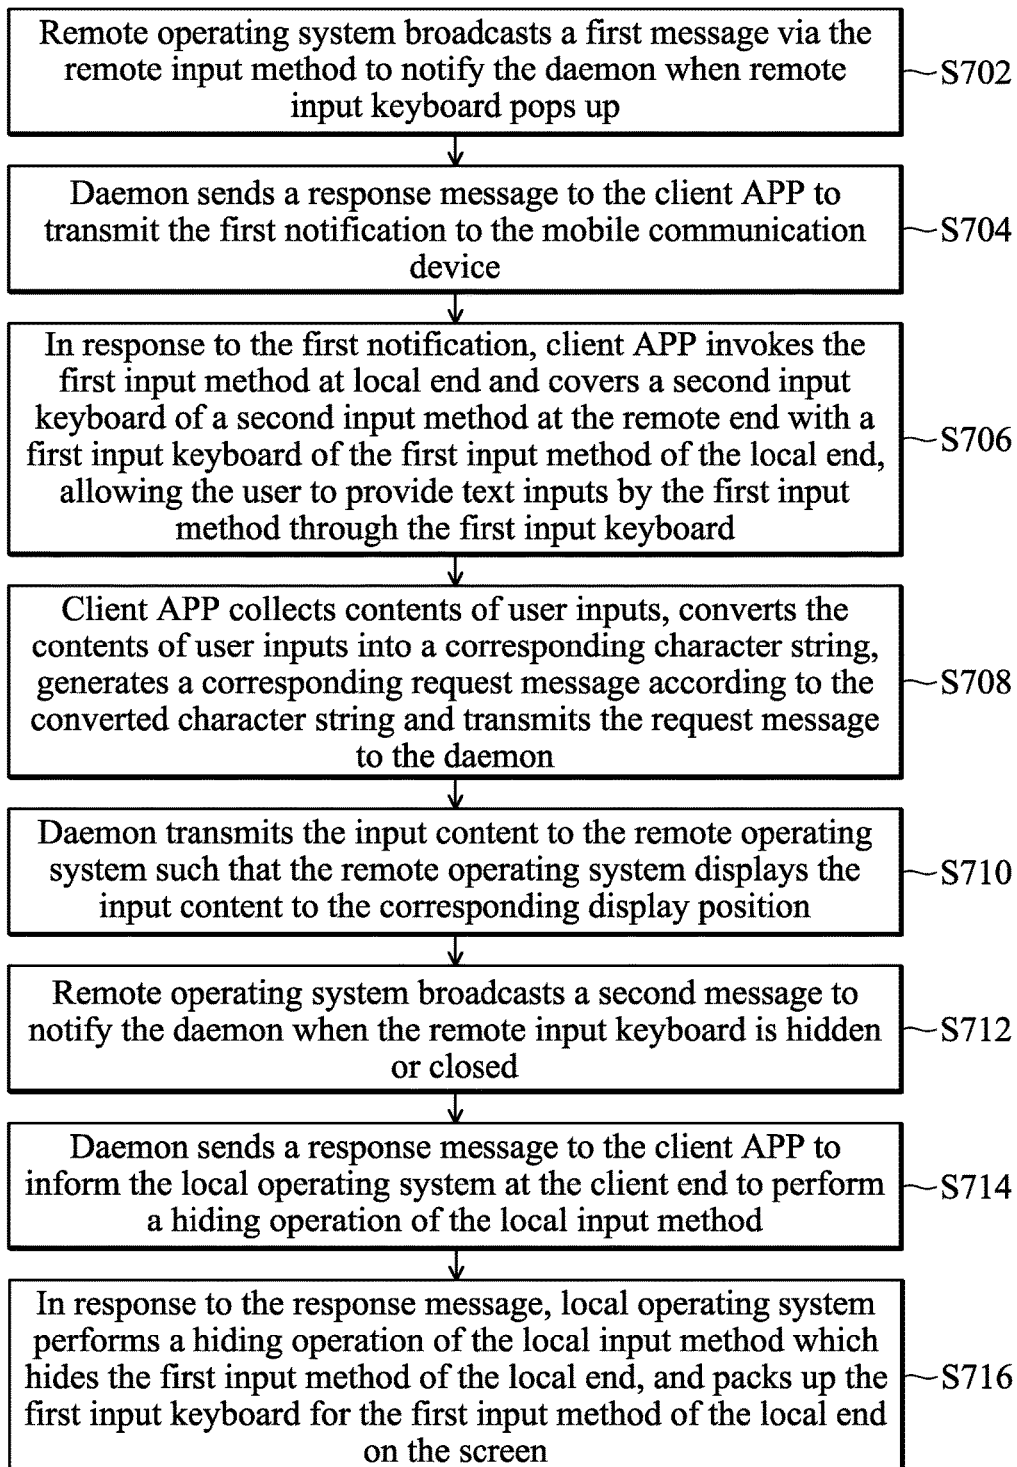 Remote operating system broadcasts a first message via the
remote input method to notify the daemon when remote
input keyboard pops up
S702
Daemon sends a response message to the client APP to
transmit the first notification to the mobile communication
device
S704
In response to the first notification, client APP invokes the
first input method at local end and covers a second input
keyboard of a second input method at the remote end with a
first input keyboard of the first input method of the local end,
allowing the user to provide text inputs by the first input
method through the first input keyboard
S706
Client APP collects contents of user inputs, converts the
contents of user inputs into a corresponding character string,
generates a corresponding request message according to the
converted character string and transmits the request message
to the daemon
S708
Daemon transmits the input content to the remote operating
system such that the remote operating system displays the
input content to the corresponding display position
S710
Remote operating system broadcasts a second message to
notify the daemon when the remote input keyboard is hidden
or closed
S712
Daemon sends a response message to the client APP to
inform the local operating system at the client end to perform
a hiding operation of the local input method
S714
In response to the response message, local operating system
performs a hiding operation of the local input method which
hides the first input method of the local end, and packs up the
first input keyboard for the first input method of the local end
on the screen
S716